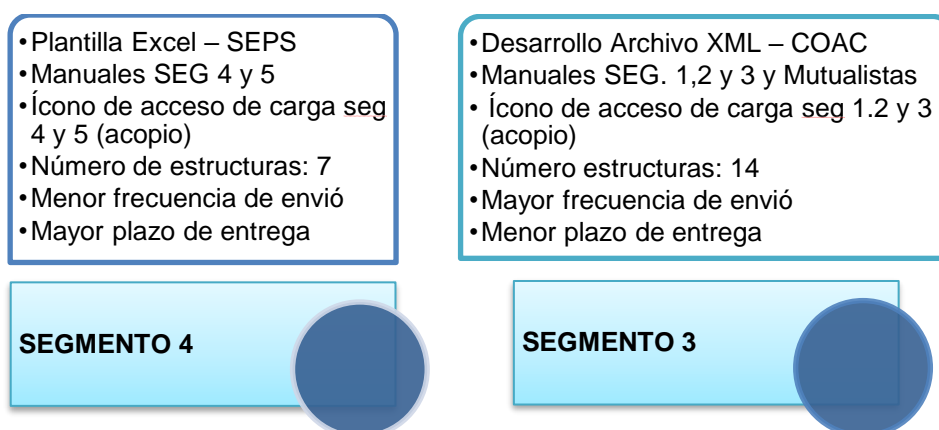 •Plantilla Excel – SEPS
•Manuales SEG 4 y 5
•Ícono de acceso de carga seg
4 y 5 (acopio)
•Número de estructuras: 7
•Menor frecuencia de envió
•Mayor plazo de entrega
SEGMENTO 4
•Desarrollo Archivo XML – COAC
•Manuales SEG. 1,2 y 3 y Mutualistas
• Ícono de acceso de carga seg 1.2 y 3
(acopio)
•Número estructuras: 14
•Mayor frecuencia de envió
•Menor plazo de entrega
SEGMENTO 3